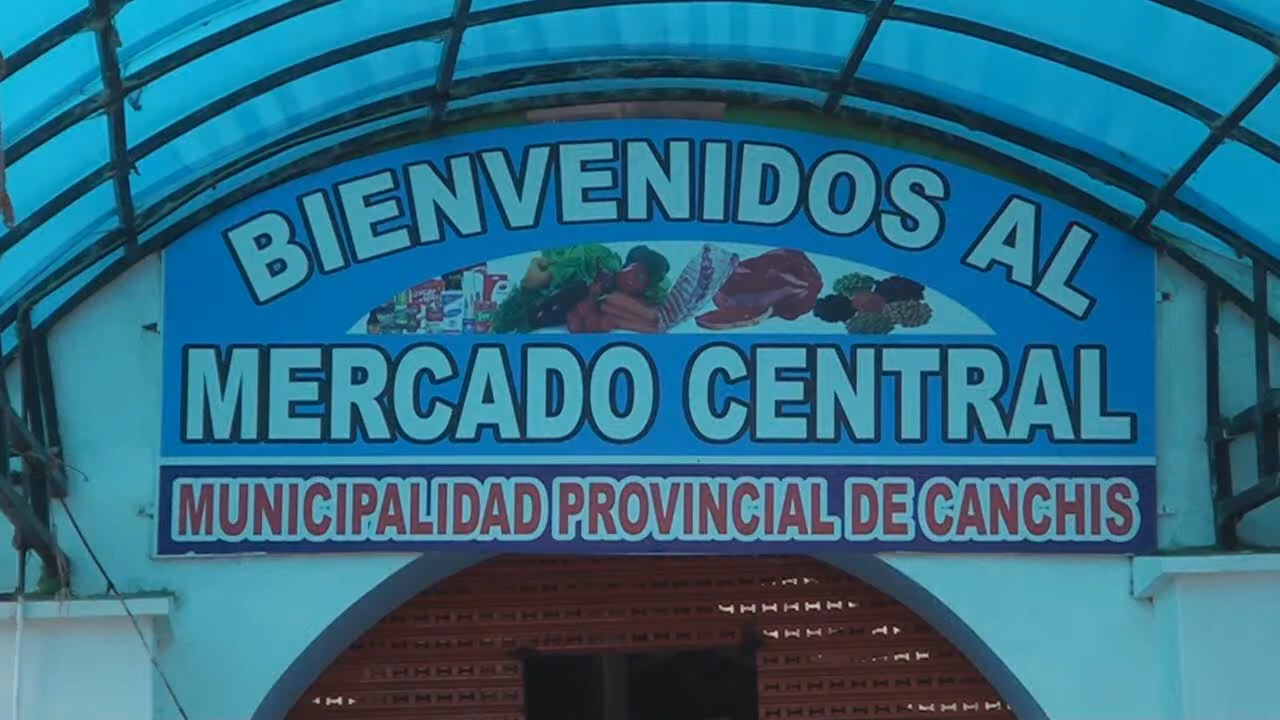 BIENVENIDOS AL
MERCADO CENTRAL
MUNICIPALIDAD PROVINCIAL DE CANCHIS